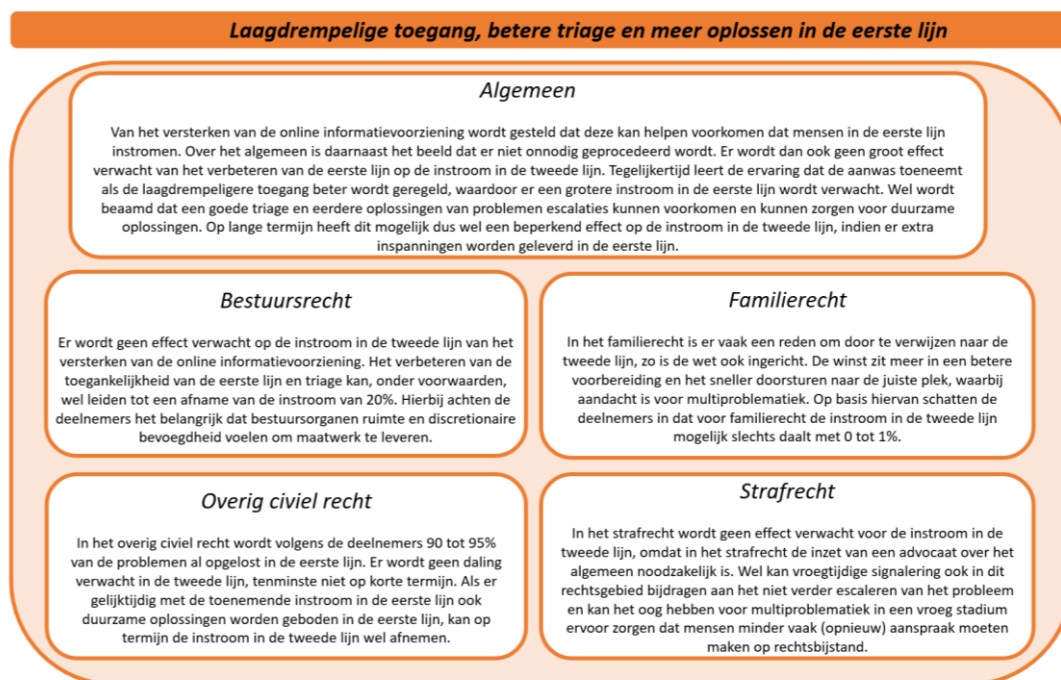 Laagdrempelige toegang, betere triage en meer oplossen in de eerste lijn
Algemeen
Van het versterken van de online informatievoorziening wordt gesteld dat deze kan helpen voorkomen dat mensen in de eerste lijn
instromen. Over het algemeen is daarnaast het beeld dat er niet onnodig geprocedeerd wordt. Er wordt dan ook geen groot effect
verwacht van het verbeteren van de eerste lijn op de instroom in de tweede lijn. Tegelijkertijd leert de ervaring dat de aanwas toeneemt
als de laagdrempeligere toegang beter wordt geregeld, waardoor er een grotere instroom in de eerste lijn wordt verwacht. Wel wordt
beaamd dat een goede triage en eerdere oplossingen van problemen escalaties kunnen voorkomen en kunnen zorgen voor duurzame
oplossingen. Op lange termijn heeft dit mogelijk dus wel een beperkend effect op de instroom in de tweede lijn, indien er extra
inspanningen worden geleverd in de eerste lijn.
Bestuursrecht
Er wordt geen effect verwacht op de instroom in de tweede lijn van het
versterken van de online informatievoorziening. Het verbeteren van de
toegankelijkheid van de eerste lijn en triage kan, onder voorwaarden,
wel leiden tot een afname van de instroom van 20%. Hierbij achten de
deelnemers het belangrijk dat bestuursorganen ruimte en discretionaire
bevoegdheid voelen om maatwerk te leveren.
Familierecht
In het familierecht is er vaak een reden om door te verwijzen naar de
tweede lijn, zo is de wet ook ingericht. De winst zit meer in een betere
voorbereiding en het sneller doorsturen naar de juiste plek, waarbij
aandacht is voor multiproblematiek. Op basis hiervan schatten de
deelnemers in dat voor familierecht de instroom in de tweede lijn
mogelijk slechts daalt met 0 tot 1%.
Overig civiel recht
In het overig civiel recht wordt volgens de deelnemers 90 tot 95%
van de problemen al opgelost in de eerste lijn. Er wordt geen daling
verwacht in de tweede lijn, tenminste niet op korte termijn. Als er
gelijktijdig met de toenemende instroom in de eerste lijn ook
duurzame oplossingen worden geboden in de eerste lijn, kan op
termijn de instroom in de tweede lijn wel afnemen.
Strafrecht
In het strafrecht wordt geen effect verwacht voor de instroom in de
tweede lijn, omdat in het strafrecht de inzet van een advocaat over het
algemeen noodzakelijk is. Wel kan vroegtijdige signalering ook in dit
rechtsgebied bijdragen aan het niet verder escaleren van het probleem
en kan het oog hebben voor multiproblematiek in een vroeg stadium
ervoor zorgen dat mensen minder vaak (opnieuw) aanspraak moeten
maken op rechtsbijstand.